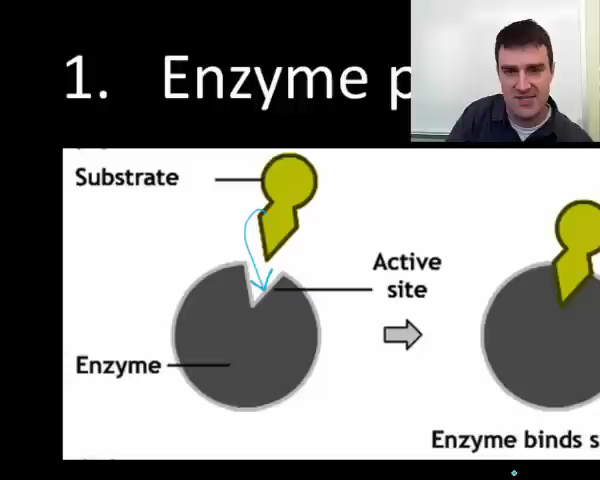 1. Enzyme p
Substrate
Active
site
Enzyme
Enzyme binds s